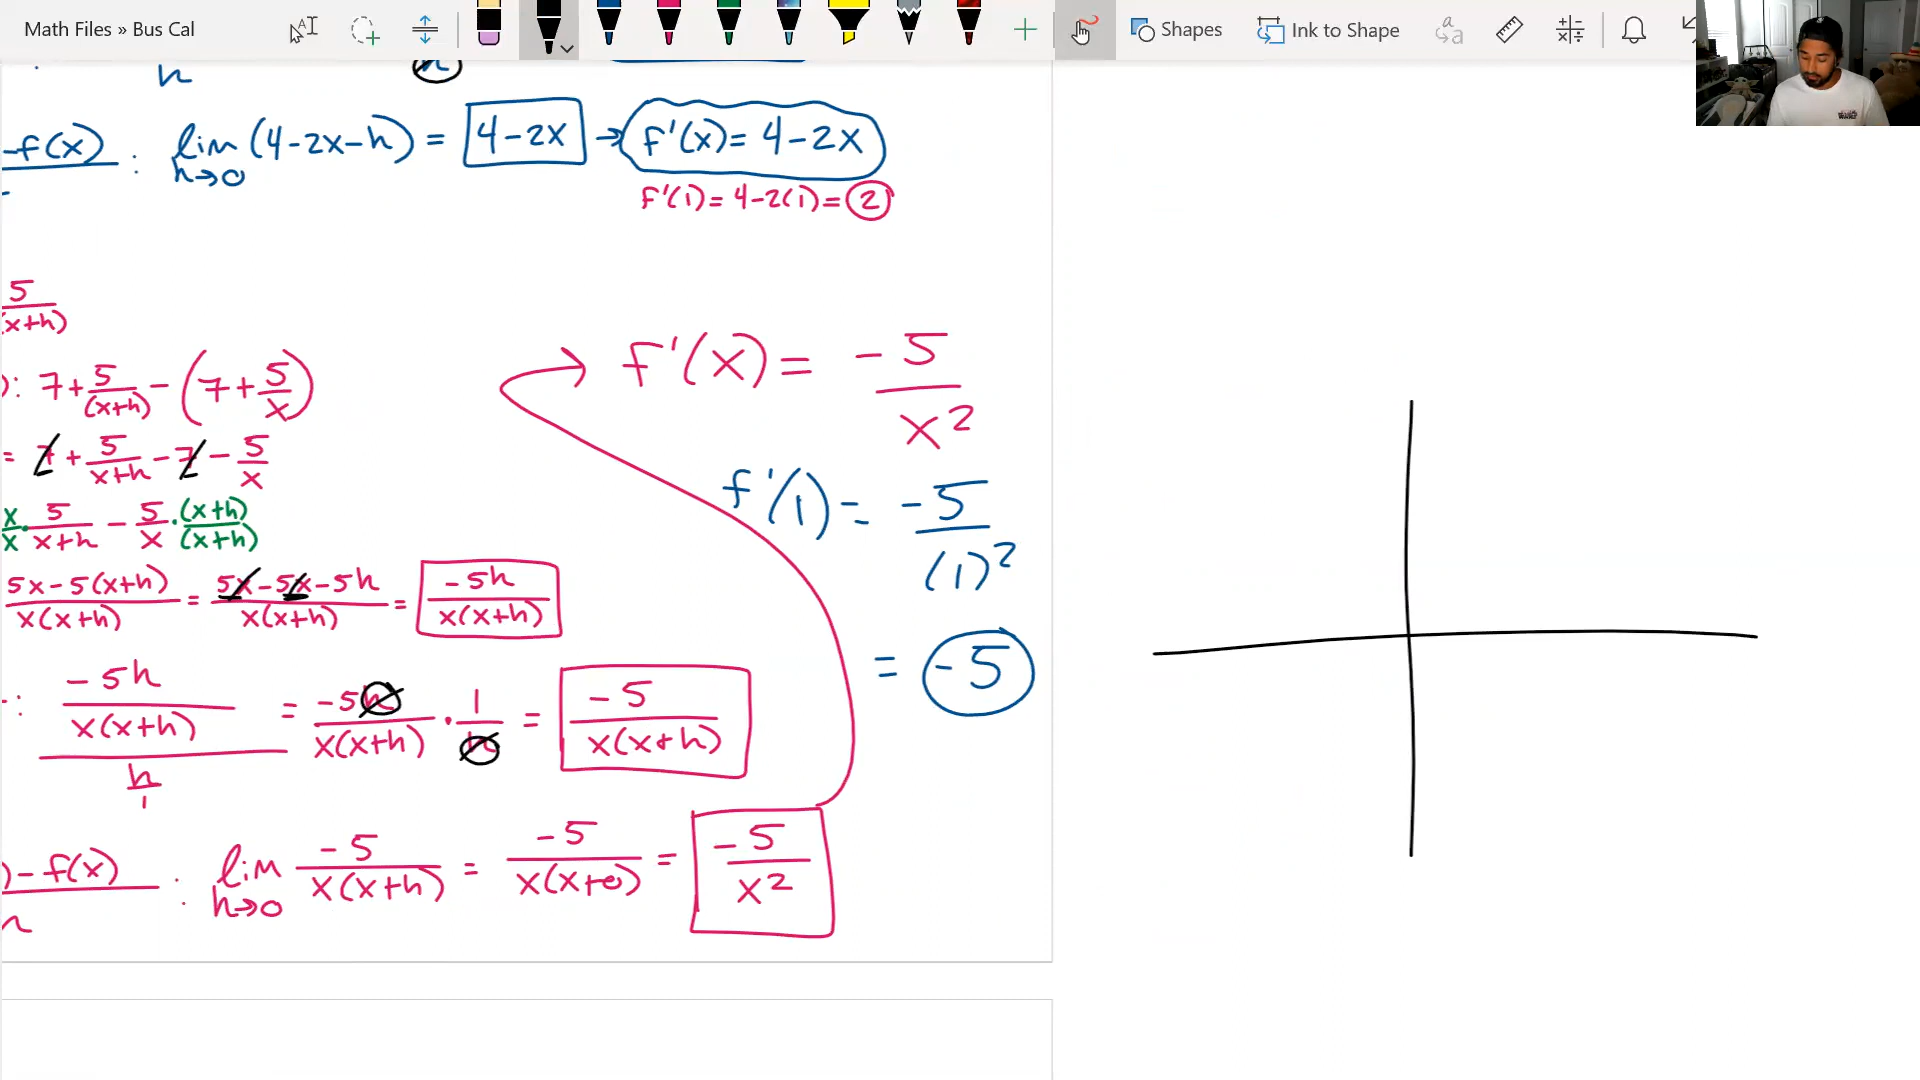 Math Files » Bus Cal
Shapes
Ink to Shape
h
h
-f(x) : lim h→0 (4-2x-h) = 4-2x → f'(x)= 4-2x
f'(1)= 4-2(1)= 2
5/(x+h)
): 7+5/(x+h) - (7+5/x)
= 7+5/(x+h) -7- 5/x
x/x · 5/(x+h) - 5/x · (x+h)/(x+h)
5x-5(x+h)/x(x+h) = 5x-5x-5h/x(x+h) = -5h/x(x+h)
: -5h/x(x+h) / h/1 = -5h/x(x+h) · 1/h = -5/x(x+h)
)-f(x)/h : lim h→0 -5/x(x+h) = -5/x(x+0) = -5/x²
f'(x)= -5/x²
f'(1)= -5/(1)²
= -5